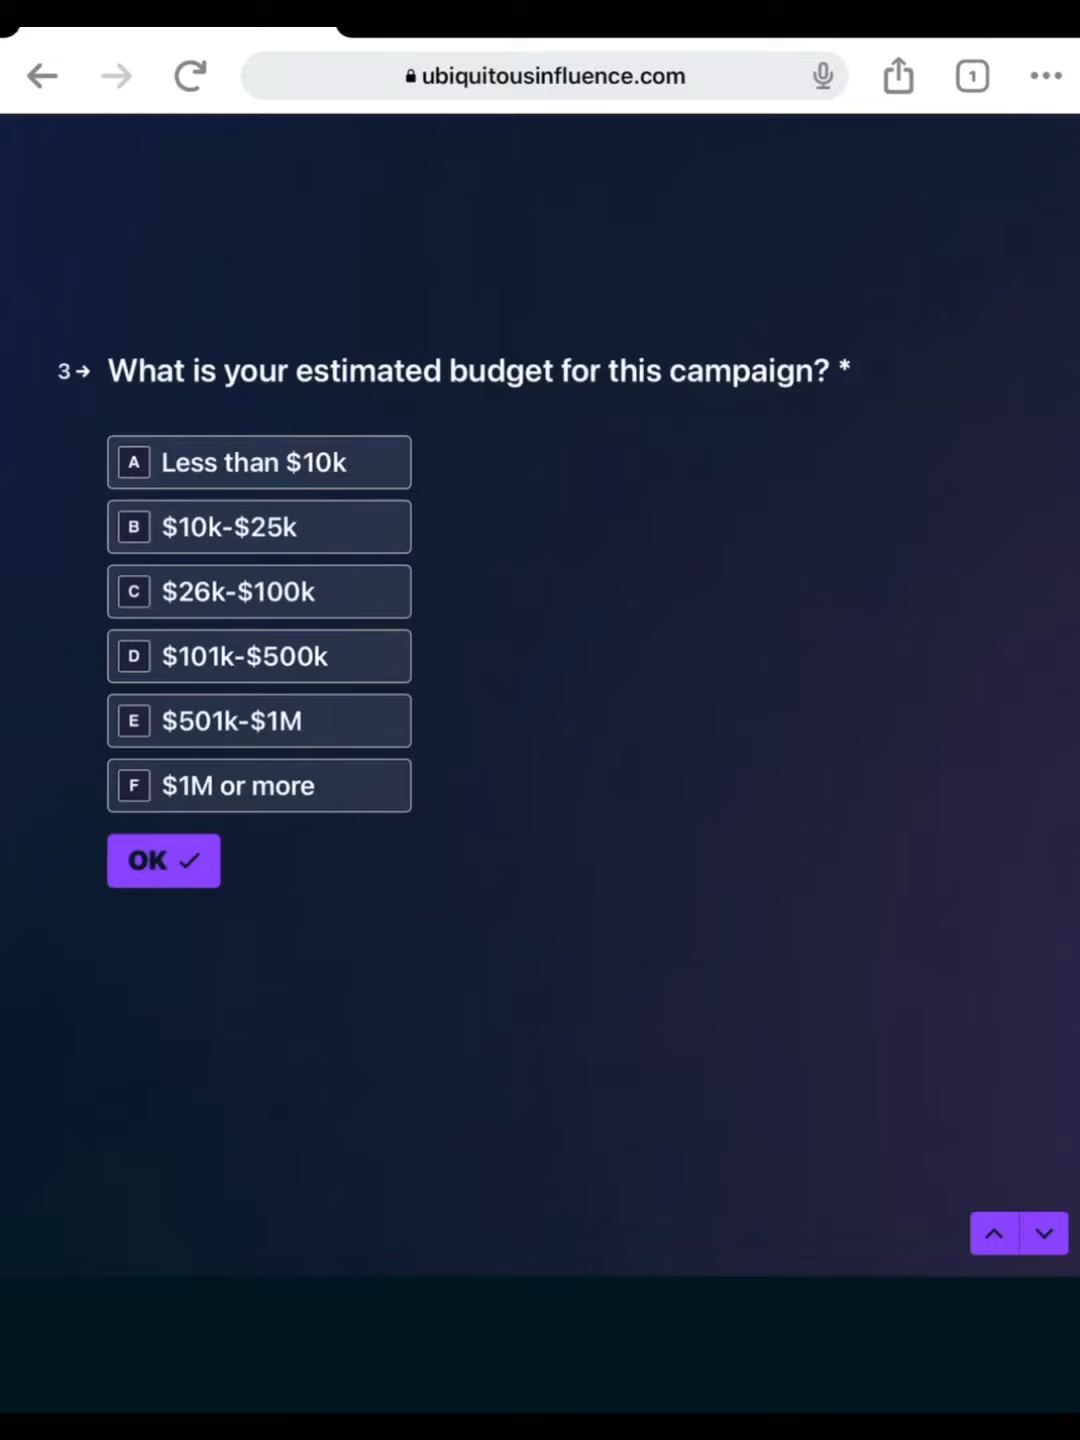 ubiquitousinfluence.com
1
3 What is your estimated budget for this campaign? *
A Less than $10k
B $10k-$25k
C $26k-$100k
D $101k-$500k
E $501k-$1M
F $1M or more
OK